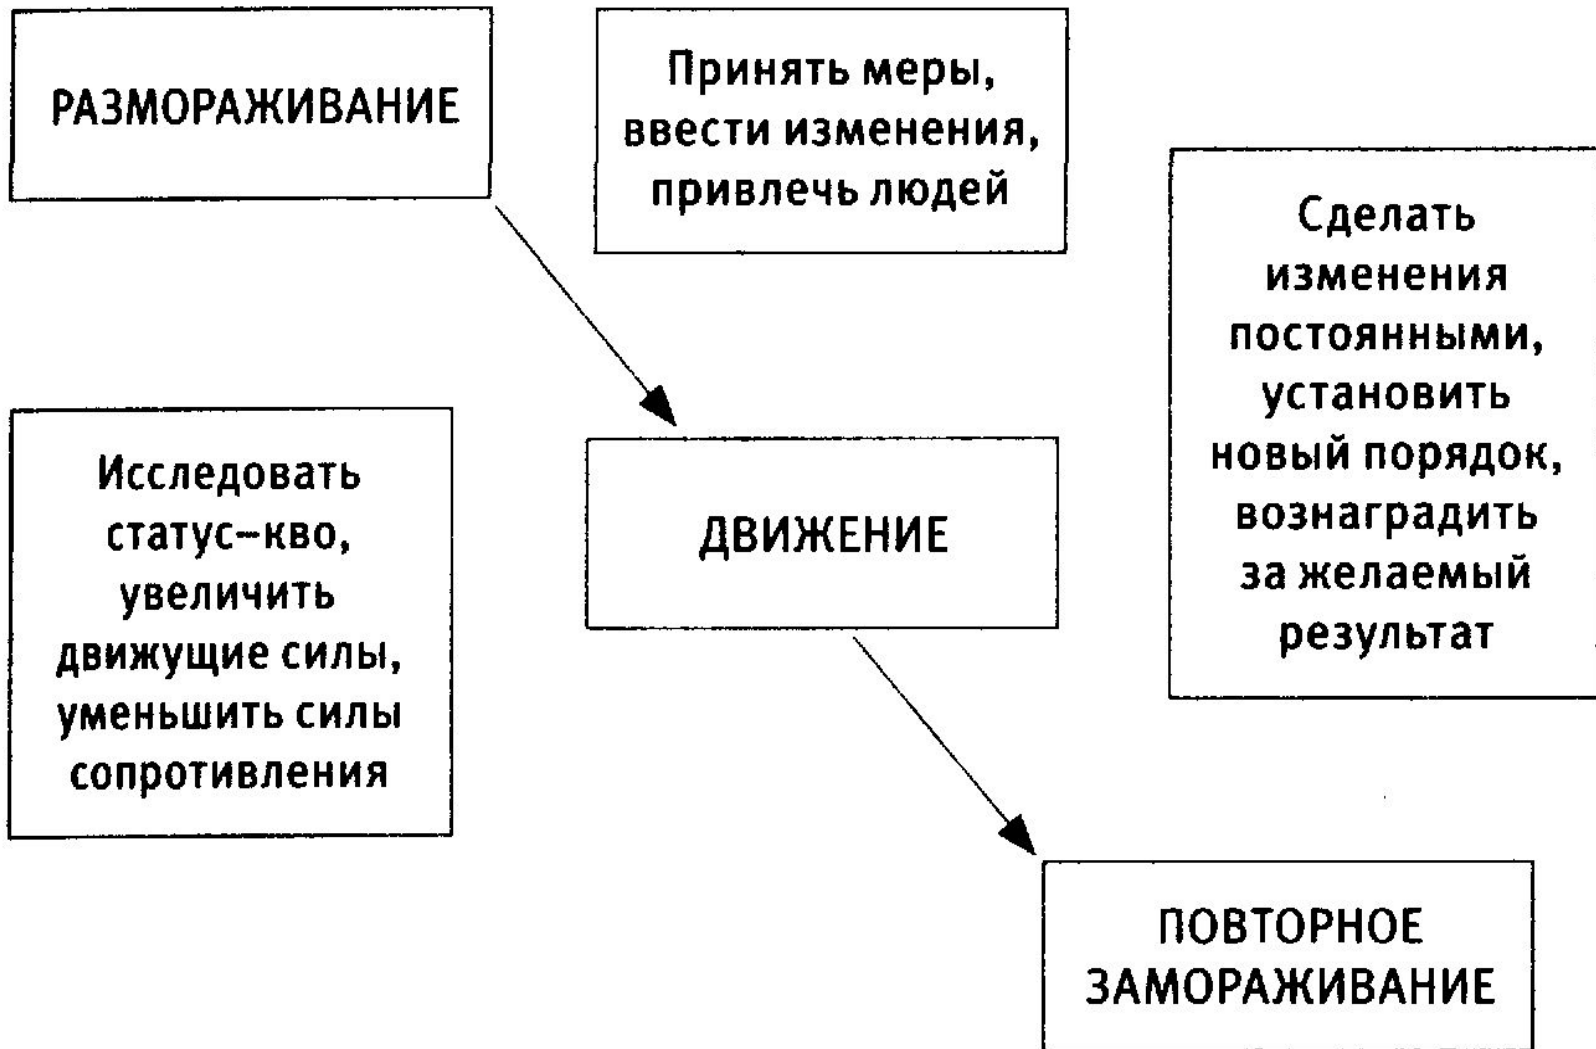 РАЗМОРАЖИВАНИЕ
Принять меры,
ввести изменения,
привлечь людей
Сделать
изменения
постоянными,
установить
новый порядок,
вознаградить
за желаемый
результат
Исследовать
статус–кво,
увеличить
движущие силы,
уменьшить силы
сопротивления
ДВИЖЕНИЕ
ПОВТОРНОЕ
ЗАМОРАЖИВАНИЕ